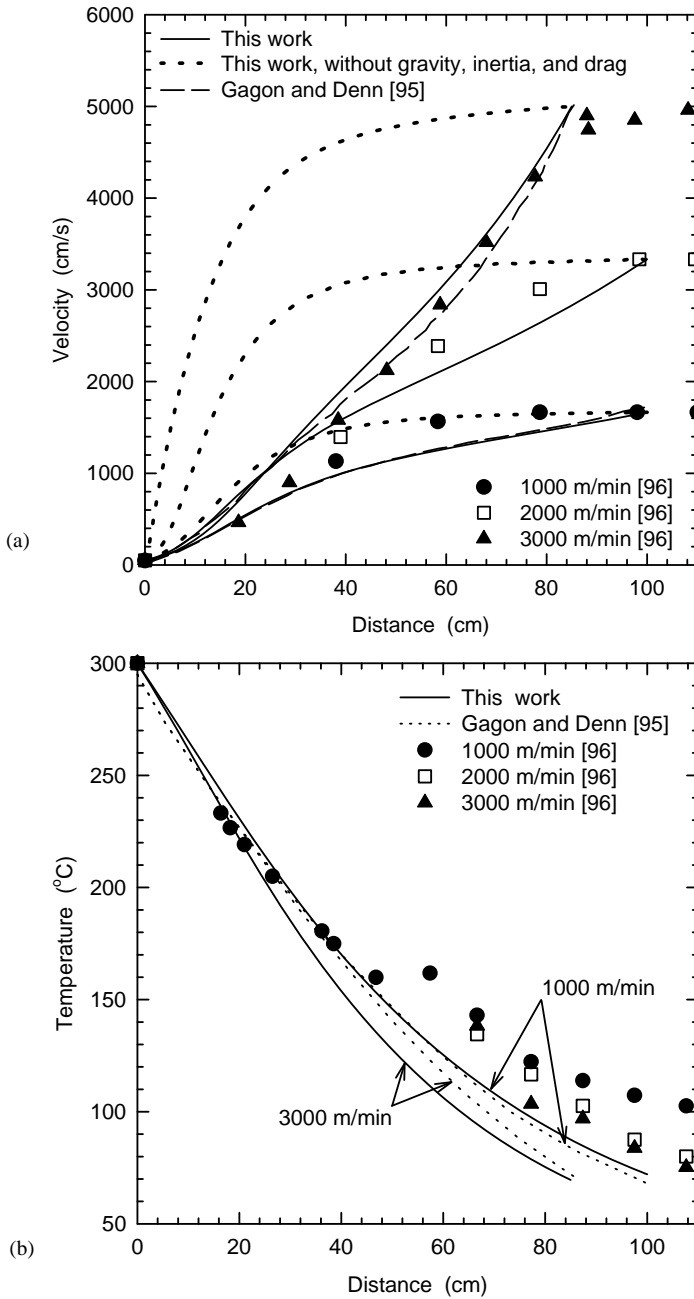 This work
This work, without gravity, inertia, and drag
Gagon and Denn [95]
6000
5000
4000
3000
2000
1000
0
Velocity (cm/s)
1000 m/min [96]
2000 m/min [96]
3000 m/min [96]
(a)
0 20 40 60 80 100
Distance (cm)
300
250
200
150
100
50
Temperature (°C)
This work
Gagon and Denn [95]
1000 m/min [96]
2000 m/min [96]
3000 m/min [96]
1000 m/min
3000 m/min
(b)
0 20 40 60 80 100
Distance (cm)